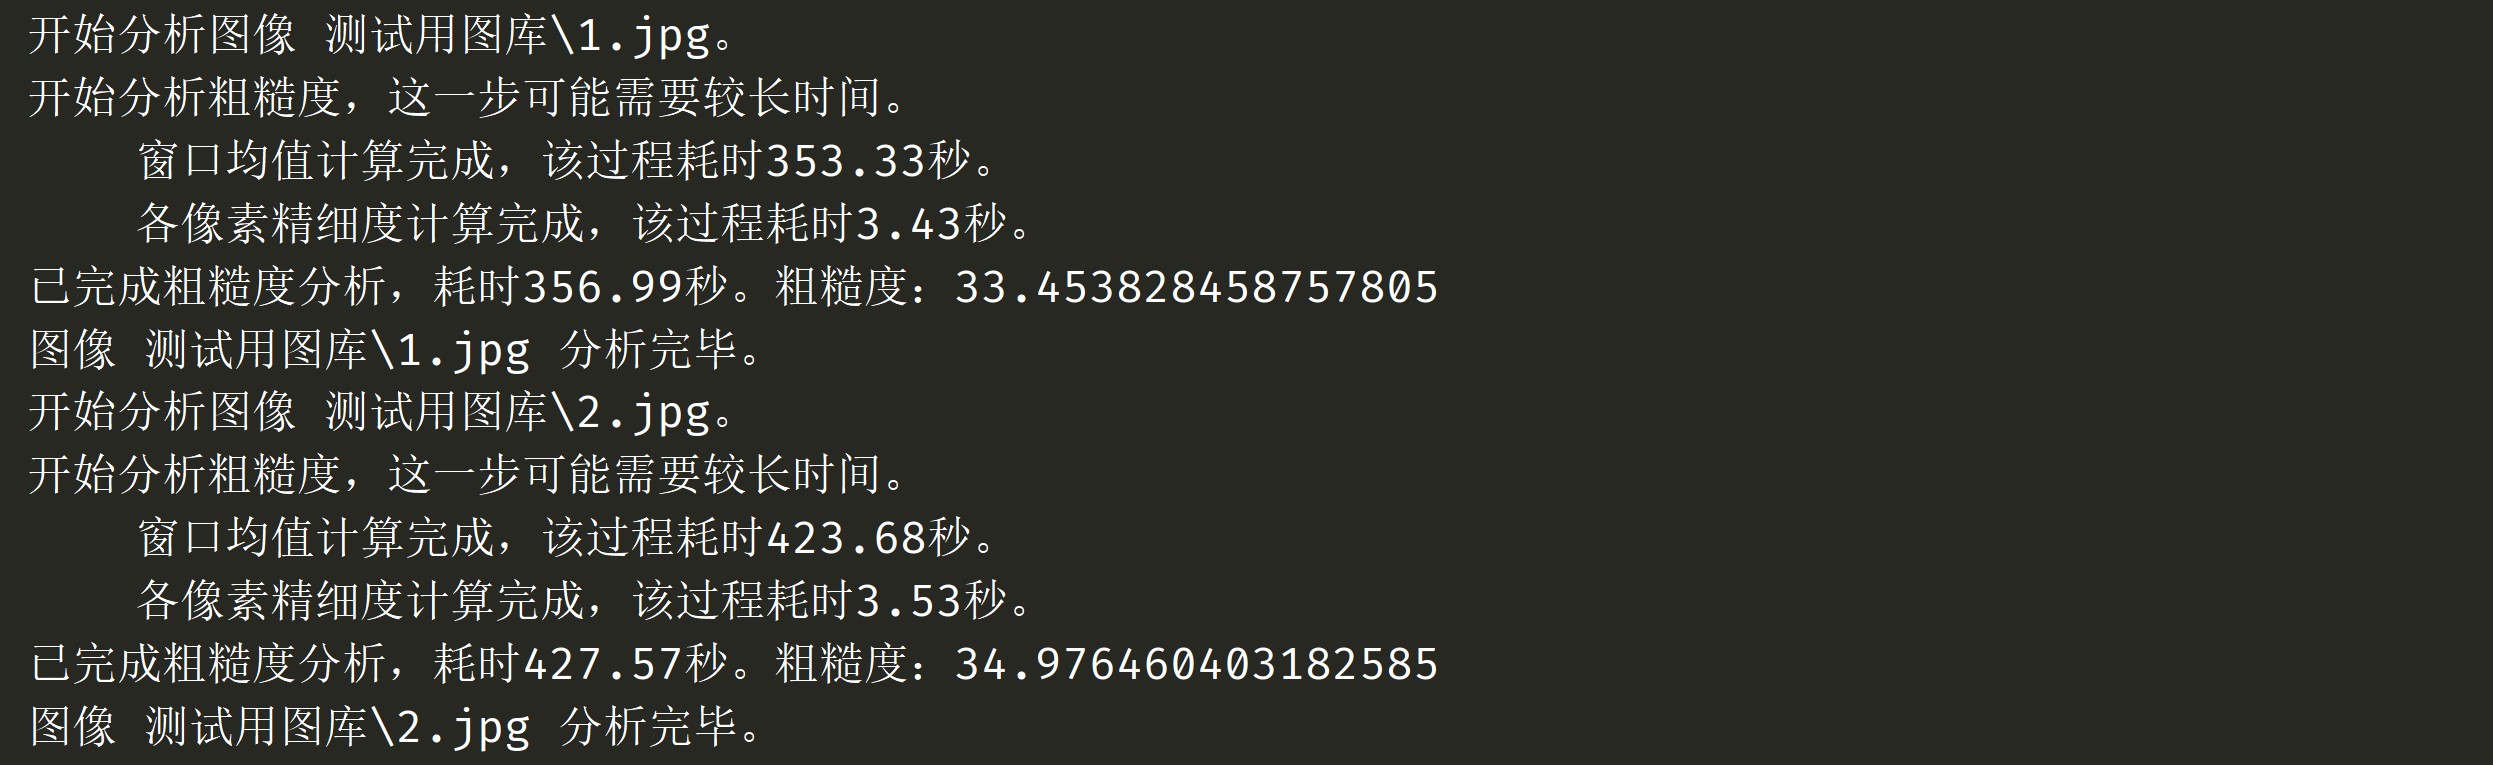 开始分析图像 测试用图库\1.jpg。
开始分析粗糙度，这一步可能需要较长时间。
窗口均值计算完成，该过程耗时353.33秒。
各像素精细度计算完成，该过程耗时3.43秒。
已完成粗糙度分析，耗时356.99秒。粗糙度：33.453828458757805
图像 测试用图库\1.jpg 分析完毕。
开始分析图像 测试用图库\2.jpg。
开始分析粗糙度，这一步可能需要较长时间。
窗口均值计算完成，该过程耗时423.68秒。
各像素精细度计算完成，该过程耗时3.53秒。
已完成粗糙度分析，耗时427.57秒。粗糙度：34.976460403182585
图像 测试用图库\2.jpg 分析完毕。